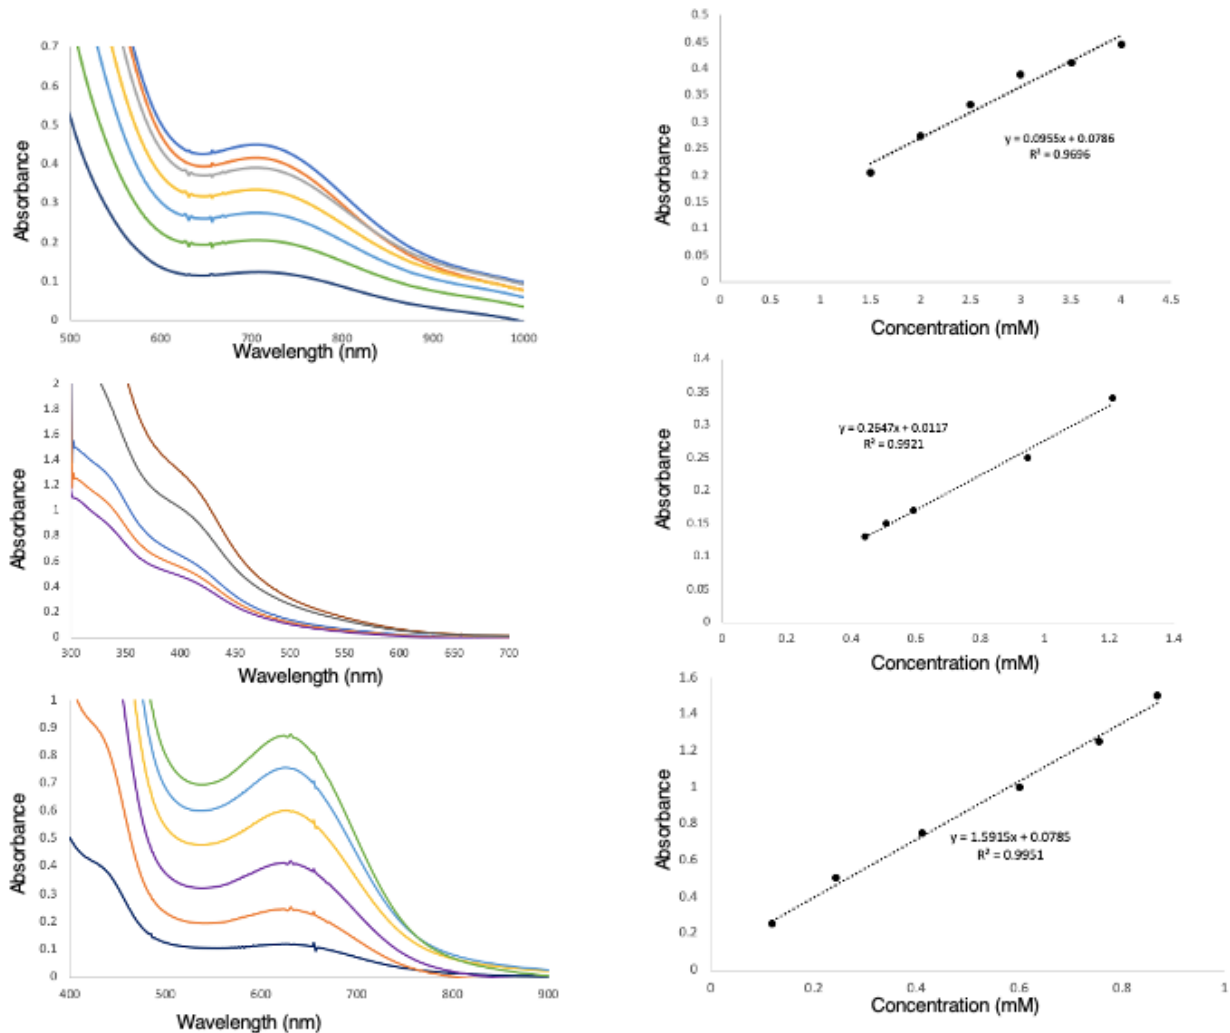 0.7
0.6
0.5
0.4
0.3
0.2
0.1
0
500 600 700 800 900 1000
Absorbance
Wavelength (nm)
0.5
0.45
0.4
0.35
0.3
0.25
0.2
0.15
0.1
0.05
0
0 0.5 1 1.5 2 2.5 3 3.5 4 4.5
Absorbance
y = 0.0955x + 0.0786
R² = 0.9696
Concentration (mM)
2
1.8
1.6
1.4
1.2
1
0.8
0.6
0.4
0.2
0
300 350 400 450 500 550 600 650 700
Absorbance
Wavelength (nm)
0.4
0.35
0.3
0.25
0.2
0.15
0.1
0.05
0
0 0.2 0.4 0.6 0.8 1 1.2 1.4
Absorbance
y = 0.2647x + 0.0117
R² = 0.9921
Concentration (mM)
1
0.9
0.8
0.7
0.6
0.5
0.4
0.3
0.2
0.1
0
400 500 600 700 800 900
Absorbance
Wavelength (nm)
1.6
1.4
1.2
1
0.8
0.6
0.4
0.2
0
0 0.2 0.4 0.6 0.8 1
Absorbance
y = 1.5915x + 0.0785
R² = 0.9951
Concentration (mM)